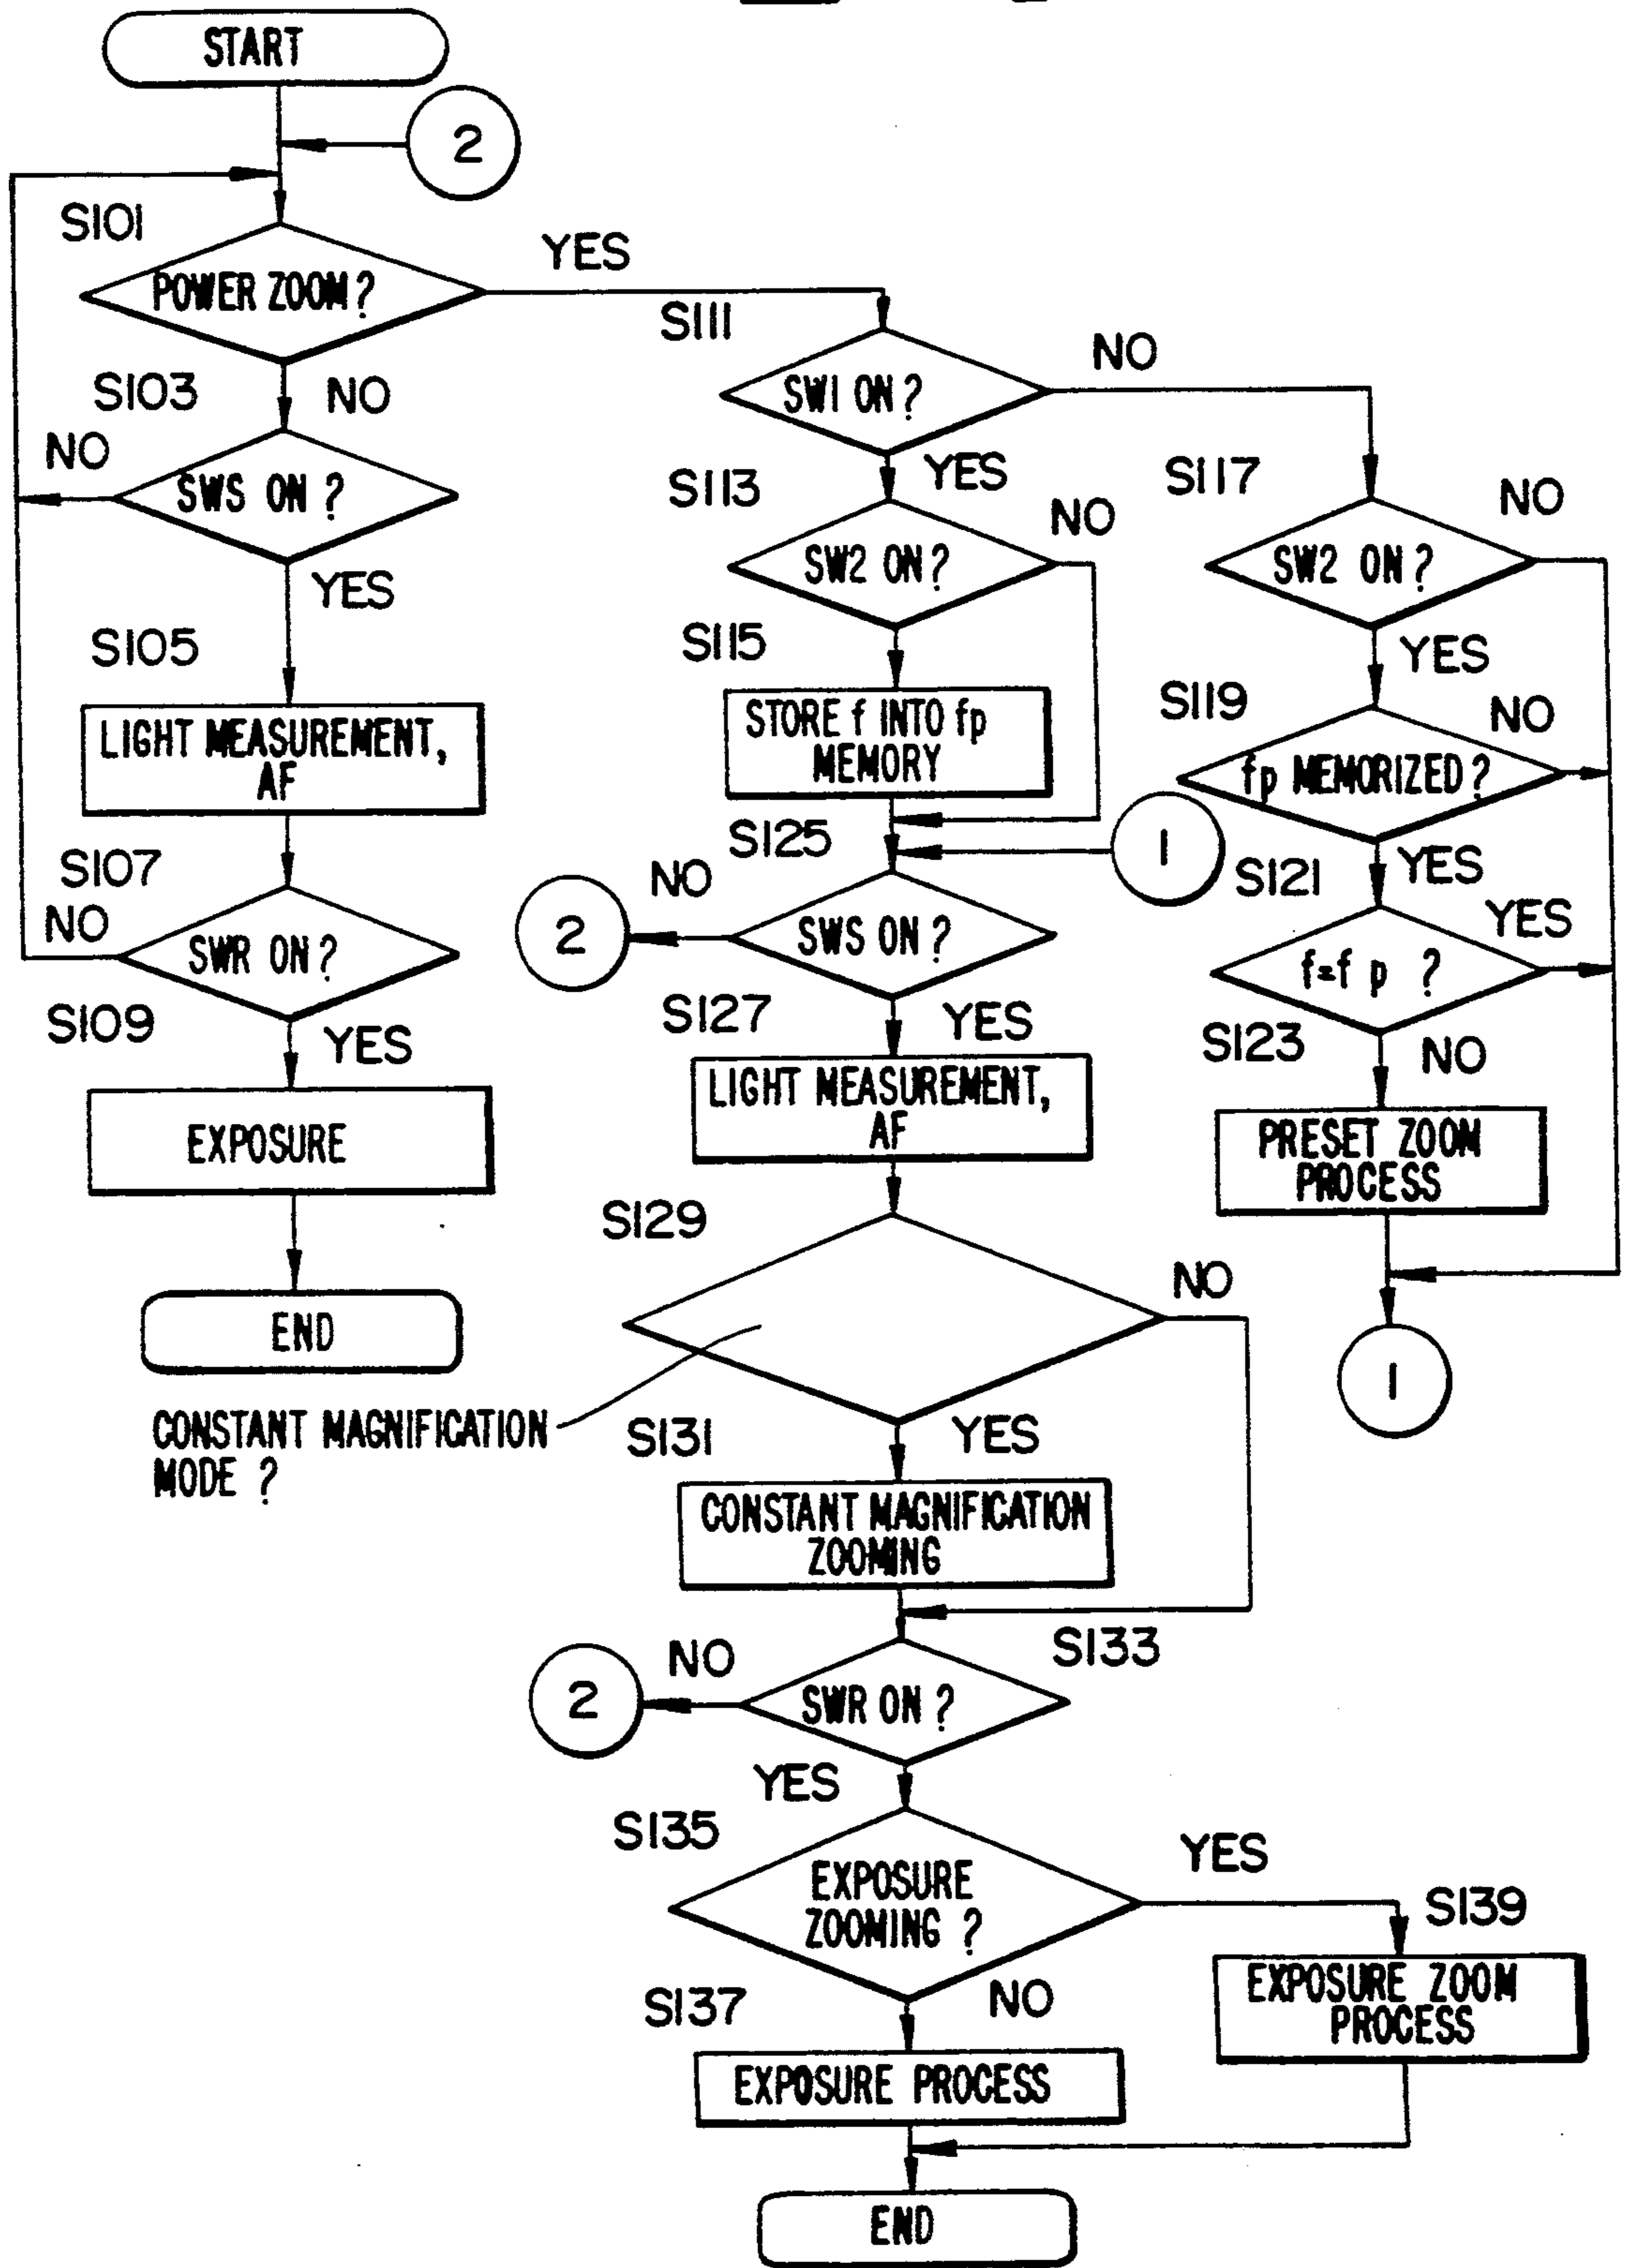 START
2
S101
POWER ZOOM?
YES
S103
NO
NO
SWS ON?
YES
S105
LIGHT MEASUREMENT,
AF
S107
NO
SWR ON?
S109
YES
EXPOSURE
END
S111
SW1 ON?
NO
YES
S113
NO
SW2 ON?
S115
STORE f INTO fp
MEMORY
S125
1
NO
2
SWS ON?
S127
YES
LIGHT MEASUREMENT,
AF
S129
NO
CONSTANT MAGNIFICATION
MODE ?
S131
YES
CONSTANT MAGNIFICATION
ZOOMING
S133
NO
2
SWR ON?
YES
S135
EXPOSURE
ZOOMING ?
YES
S139
EXPOSURE ZOOM
PROCESS
S137
NO
EXPOSURE PROCESS
END
S117
NO
SW2 ON?
YES
S119
NO
fp MEMORIZED?
S121
YES
YES
f=fp ?
S123
NO
PRESET ZOOM
PROCESS
1